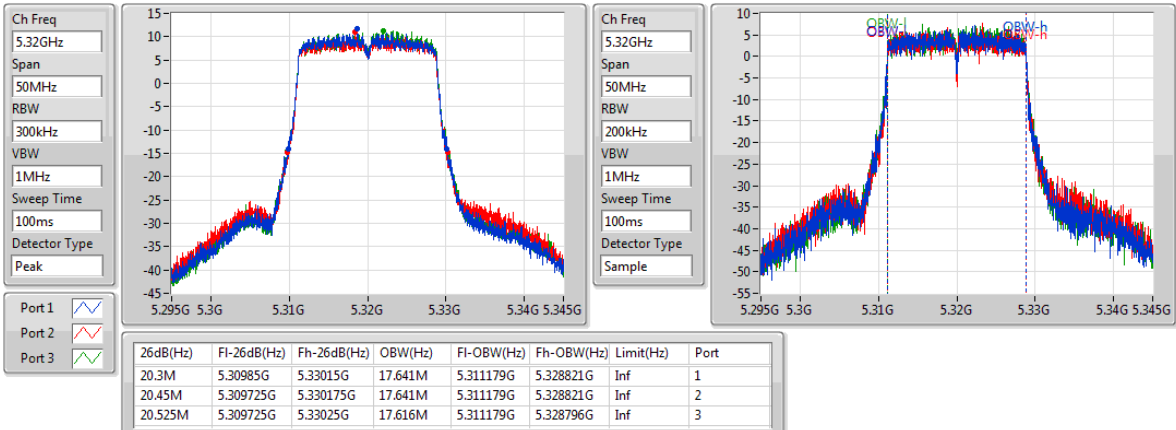 Ch Freq
5.32GHz
Span
50MHz
RBW
300kHz
VBW
1MHz
Sweep Time
100ms
Detector Type
Peak
Port 1
Port 2
Port 3
15
10
5
0
-5
-10
-15
-20
-25
-30
-35
-40
-45
5.295G 5.3G 5.31G 5.32G 5.33G 5.34G 5.345G
Ch Freq
5.32GHz
Span
50MHz
RBW
200kHz
VBW
1MHz
Sweep Time
100ms
Detector Type
Sample
10
5
0
-5
-10
-15
-20
-25
-30
-35
-40
-45
-50
-55
OBW-l OBW-h
OBW-h
5.295G 5.3G 5.31G 5.32G 5.33G 5.34G 5.345G
26dB(Hz) Fl-26dB(Hz) Fh-26dB(Hz) OBW(Hz) Fl-OBW(Hz) Fh-OBW(Hz) Limit(Hz) Port
20.3M 5.30985G 5.33015G 17.641M 5.311179G 5.328821G Inf 1
20.45M 5.309725G 5.330175G 17.641M 5.311179G 5.328821G Inf 2
20.525M 5.309725G 5.33025G 17.616M 5.311179G 5.328796G Inf 3